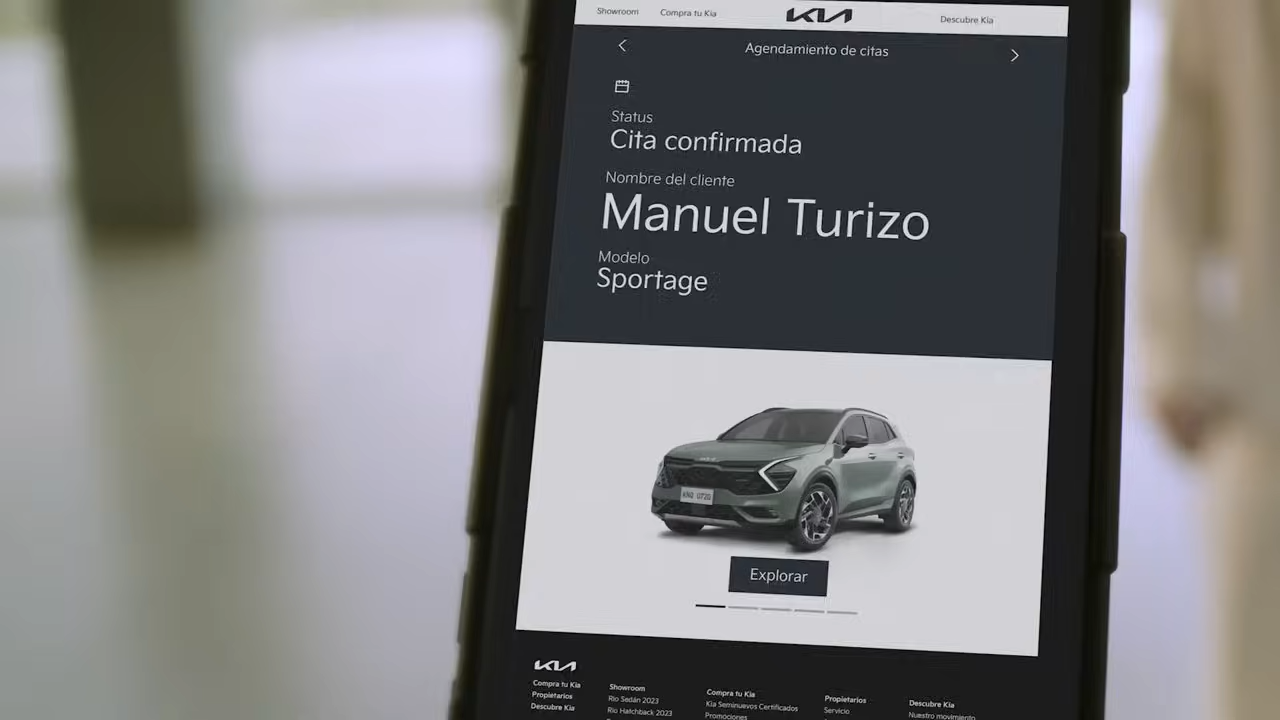 Showroom
Compra tu Kia
KIA
Descubre Kia
Agendamiento de citas
Status
Cita confirmada
Nombre del cliente
Manuel Turizo
Modelo
Sportage
Explorar
KIA
Compra tu Kia
Propietarios
Descubre Kia
Showroom
Rio Sedán 2023
Rio Hatchback 2023
Compra tu Kia
Kia Seminuevos Certificados
Promociones
Propietarios
Servicio
Descubre Kia
Nuestro movimiento